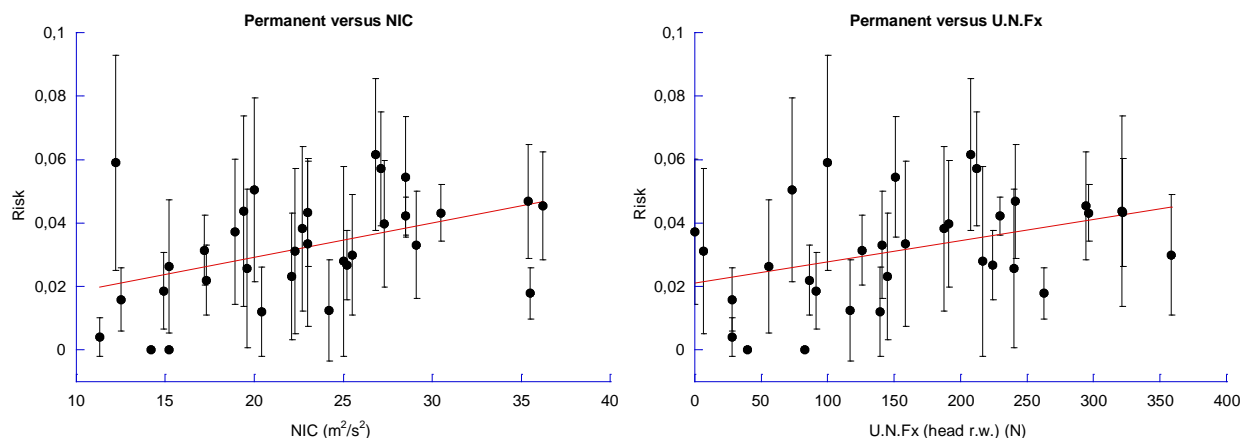 Permanent versus NIC
0,1
0,08
0,06
0,04
0,02
0
Risk
10 15 20 25 30 35 40
NIC (m²/s²)
Permanent versus U.N.Fx
0,1
0,08
0,06
0,04
0,02
0
Risk
0 50 100 150 200 250 300 350 400
U.N.Fx (head r.w.) (N)